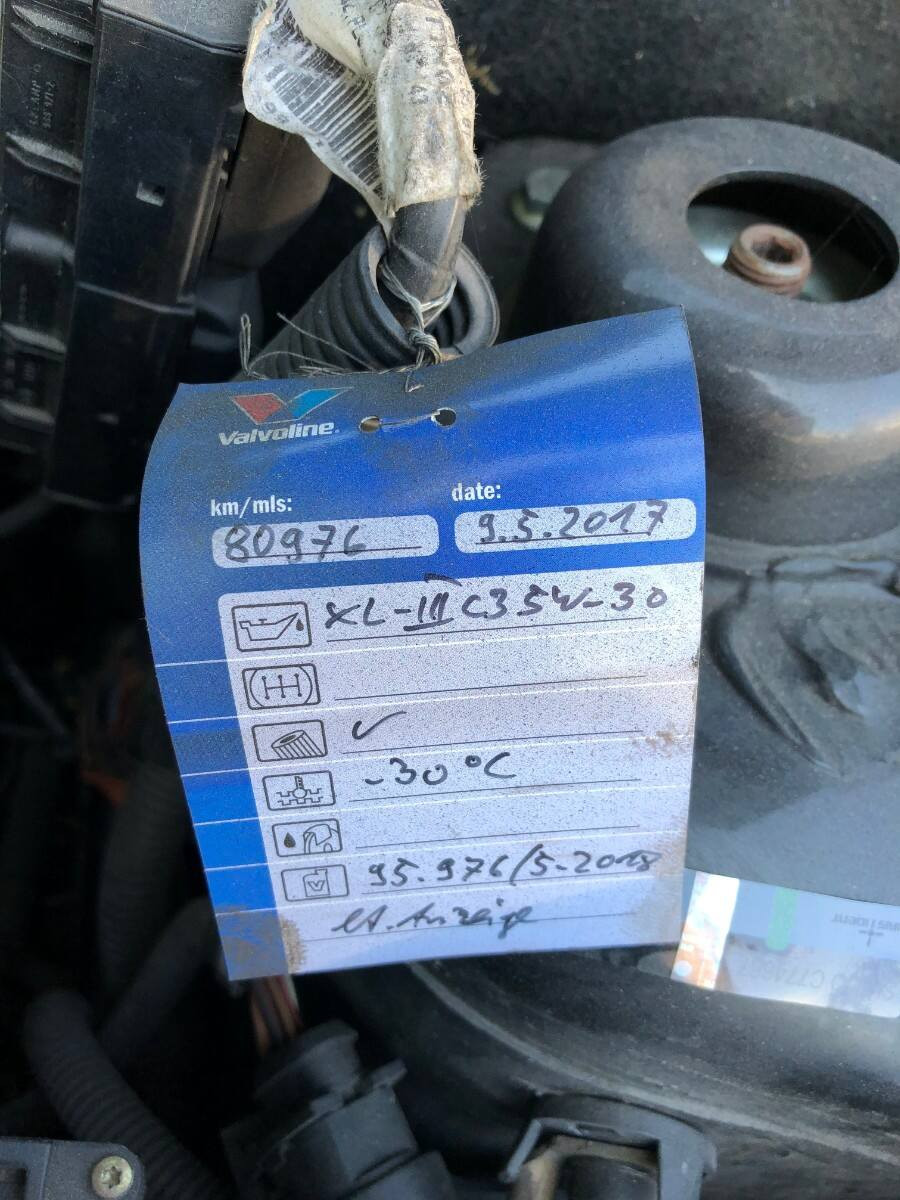 Valvoline.
km/mls: date:
80976 9.5.2017
XL-III C3 5W-30
✓
-30°C
95.976/5-2018
lt. Anzeige